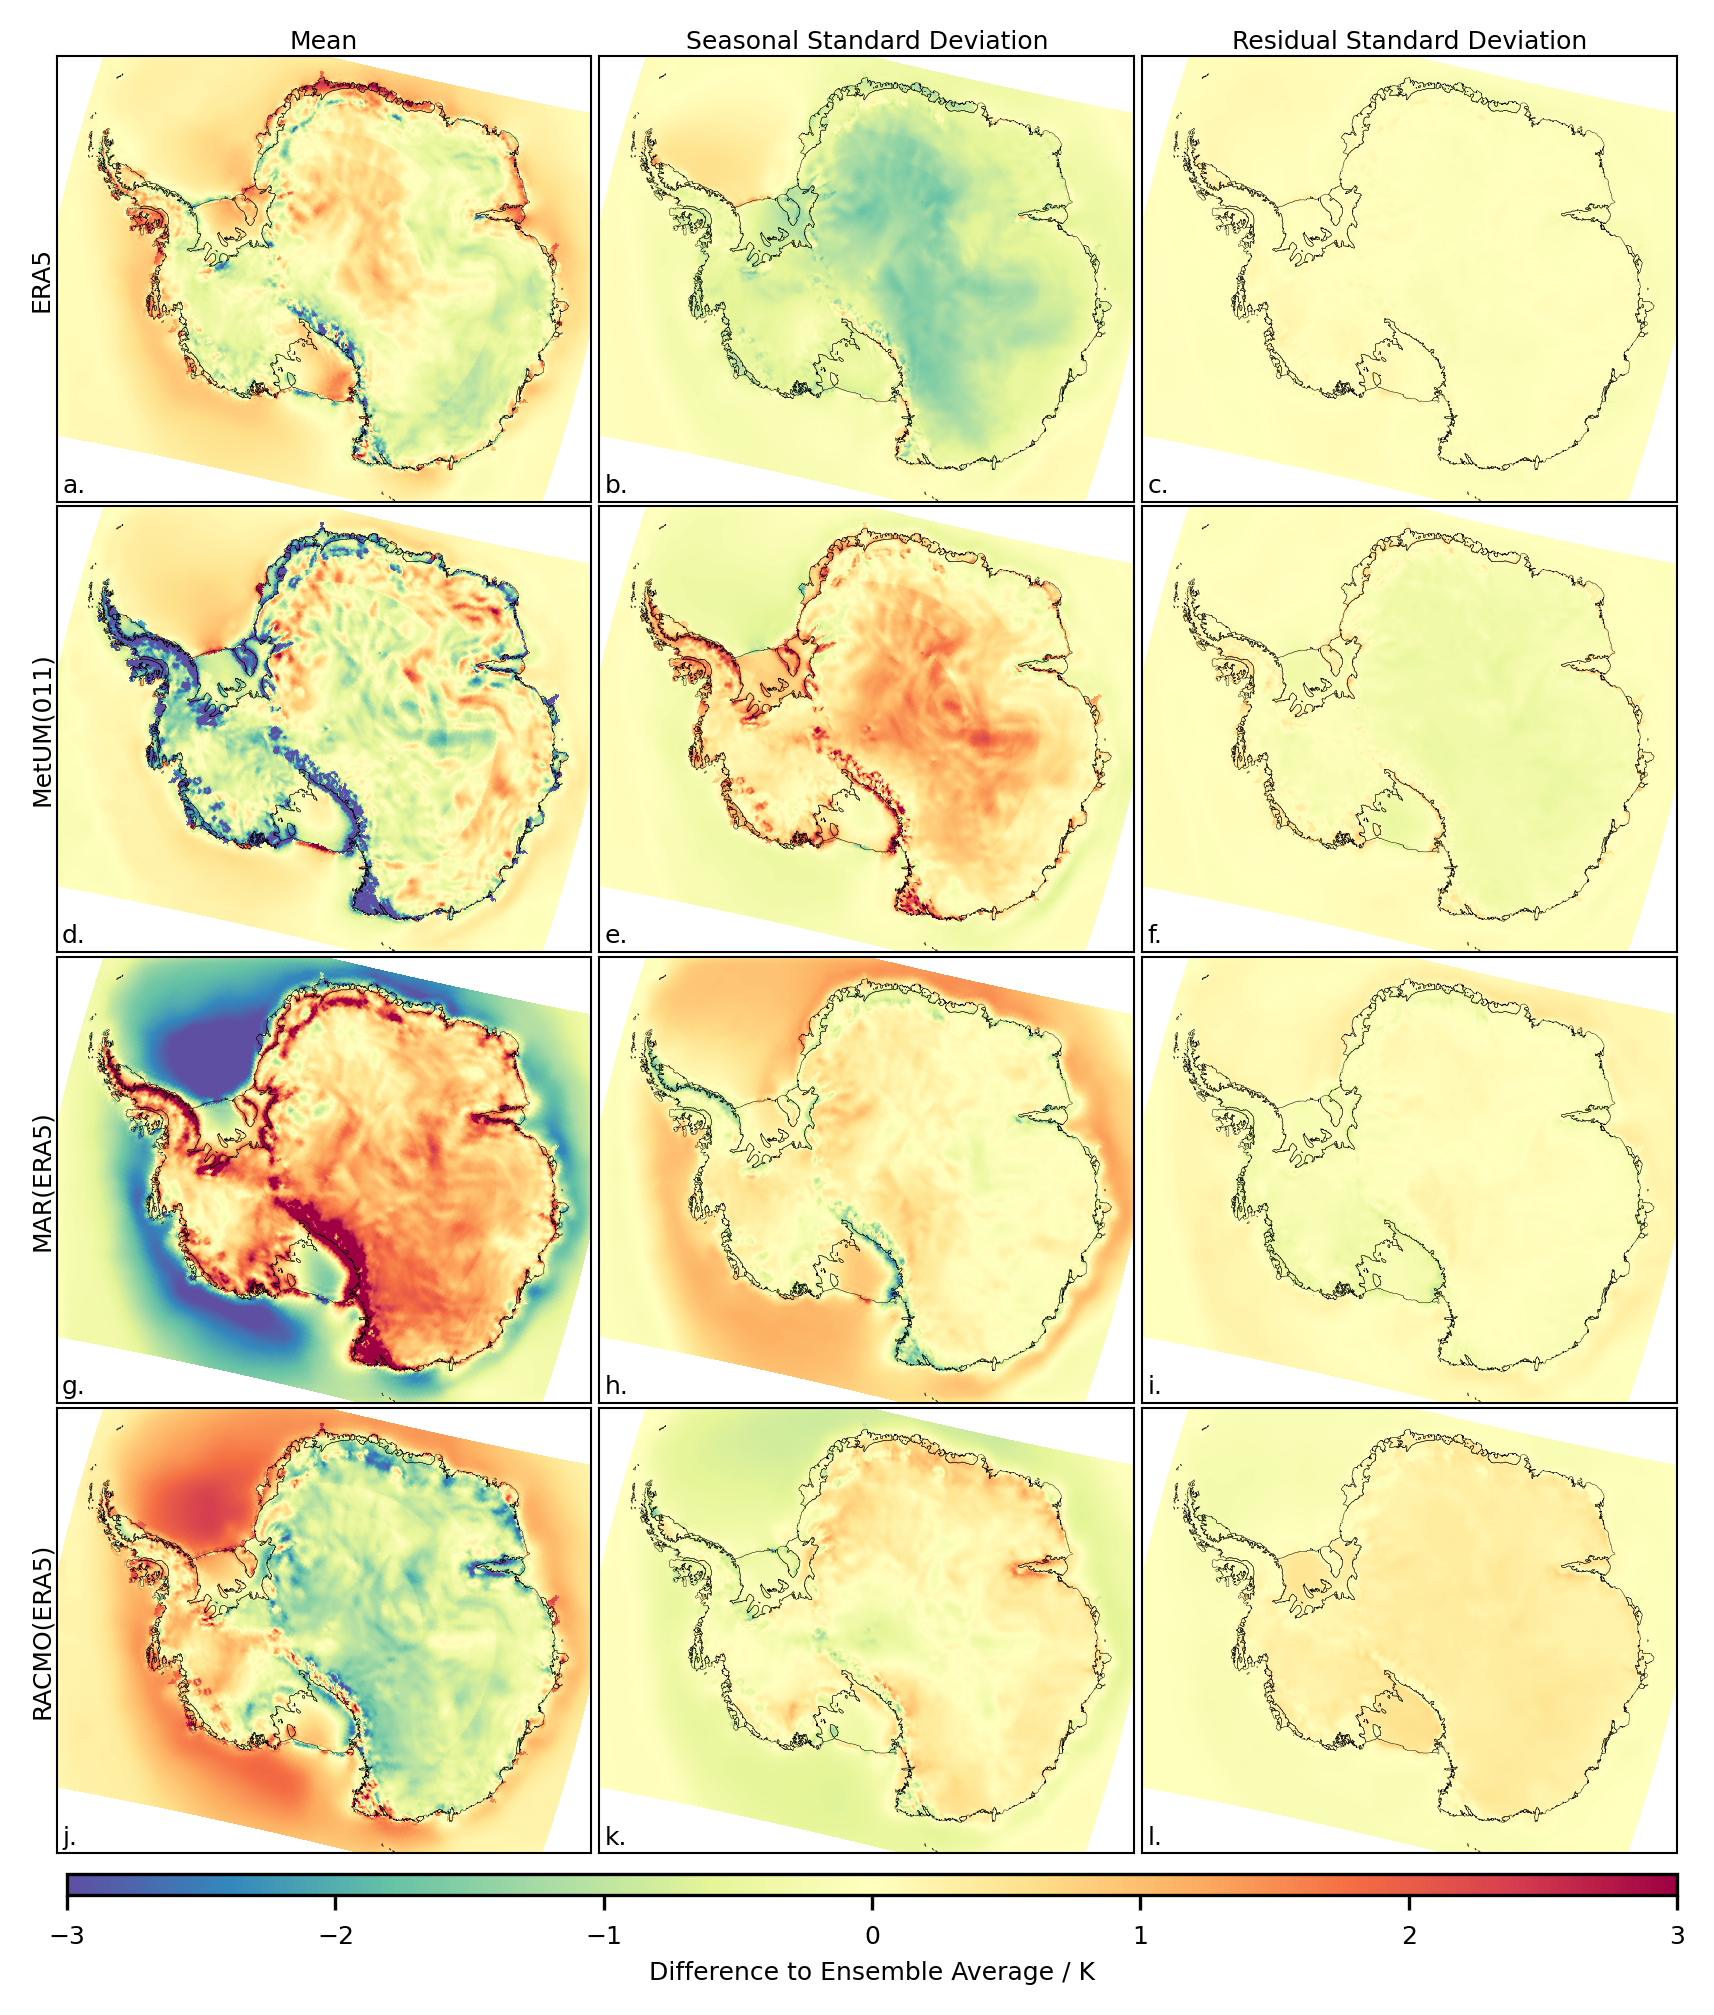 Mean Seasonal Standard Deviation Residual Standard Deviation
ERA5
a. b. c.
MetUM(011)
d. e. f.
MAR(ERA5)
g. h. i.
RACMO(ERA5)
j. k. l.
−3 −2 −1 0 1 2 3
Difference to Ensemble Average / K